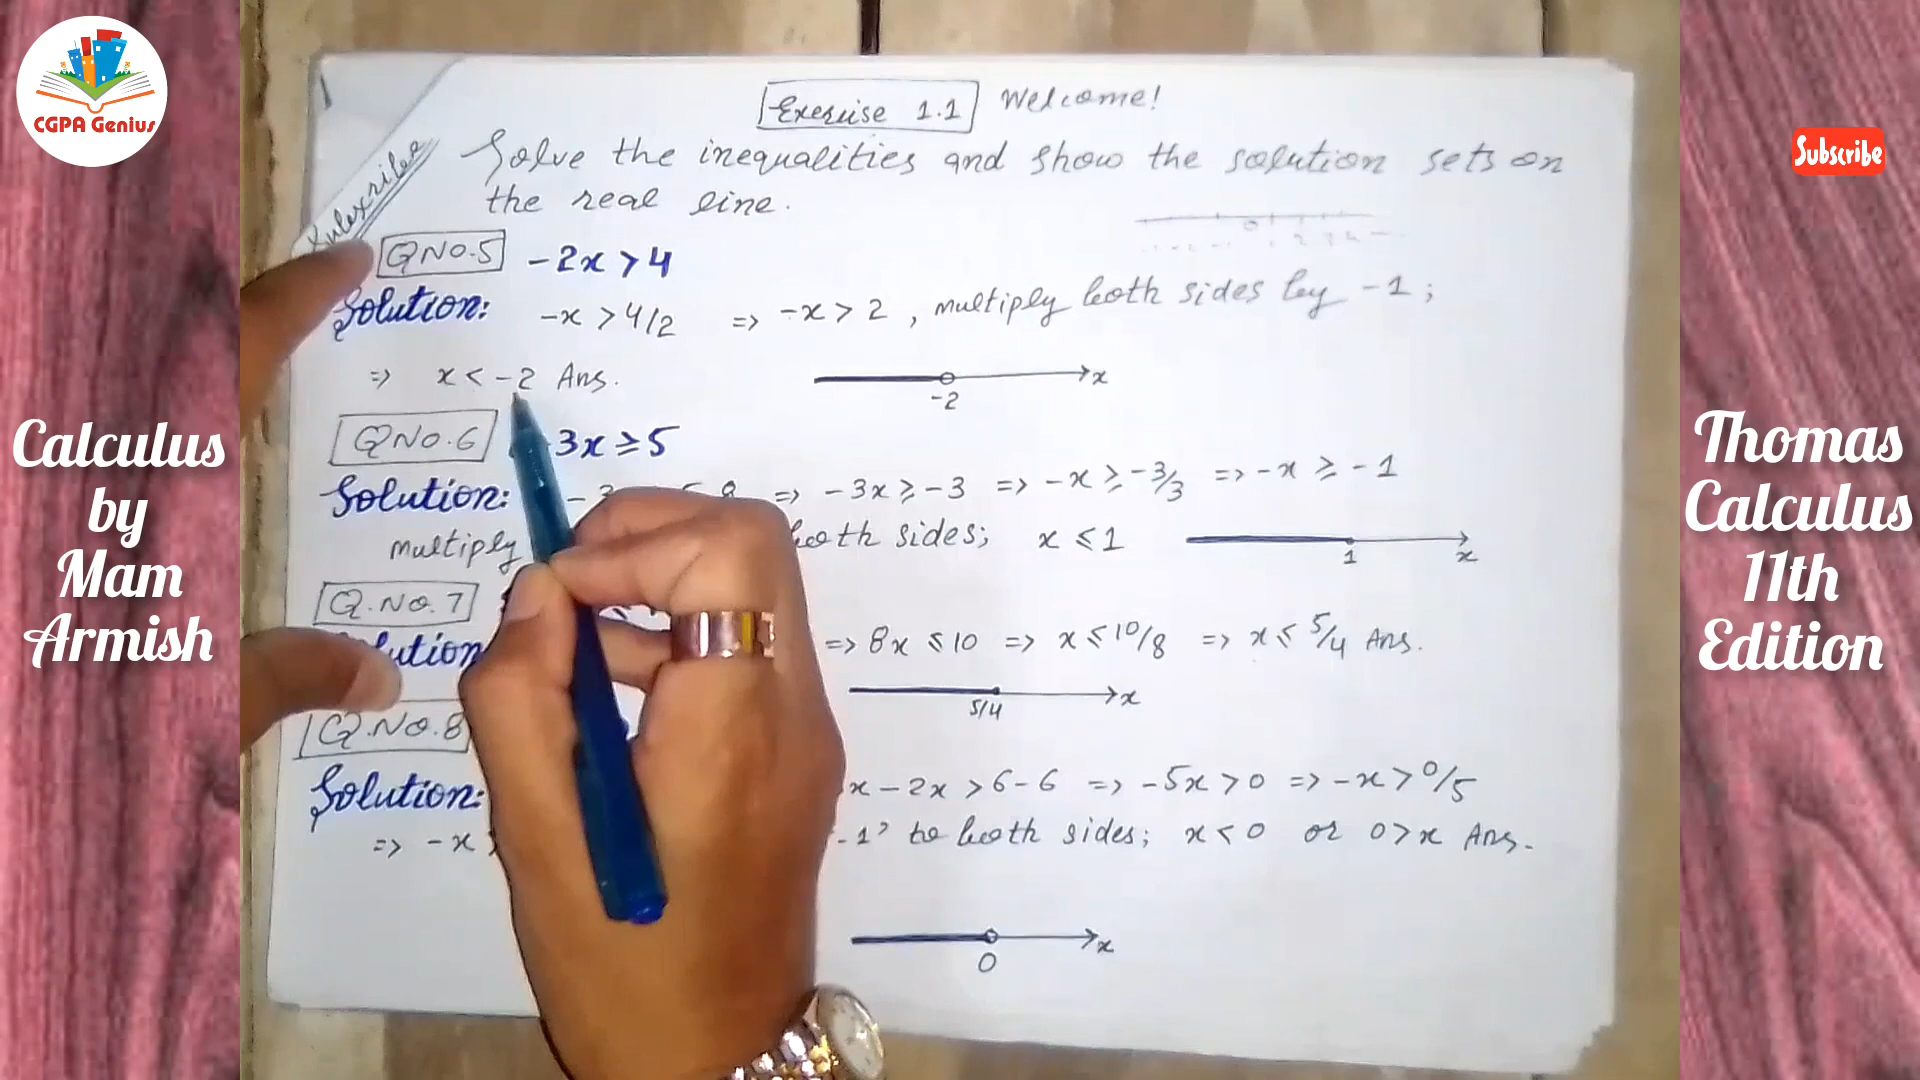 CGPA Genius
Calculus
by
Mam
Armish
Subscribe
Thomas
Calculus
11th
Edition
Exercise 1.1 Welcome!
Solve the inequalities and show the solution sets on
the real line.
Q NO.5 -2x > 4
Solution: -x > 4/2 => -x > 2 , multiply both sides by -1 ;
=> x < -2 Ans.
x
-2
Q NO.6 3x ≥ 5
Solution: => -3x ≥ -3 => -x ≥ -3/3 => -x ≥ -1
multiply both sides; x ≤ 1
1 x
Q.NO.7
=> 8x ≤ 10 => x ≤ 10/8 => x ≤ 5/4 Ans.
x
5/4
Q.NO.8
Solution: x - 2x > 6-6 => -5x > 0 => -x > 0/5
=> -x -1' to both sides; x < 0 or 0 > x Ans.
x
0